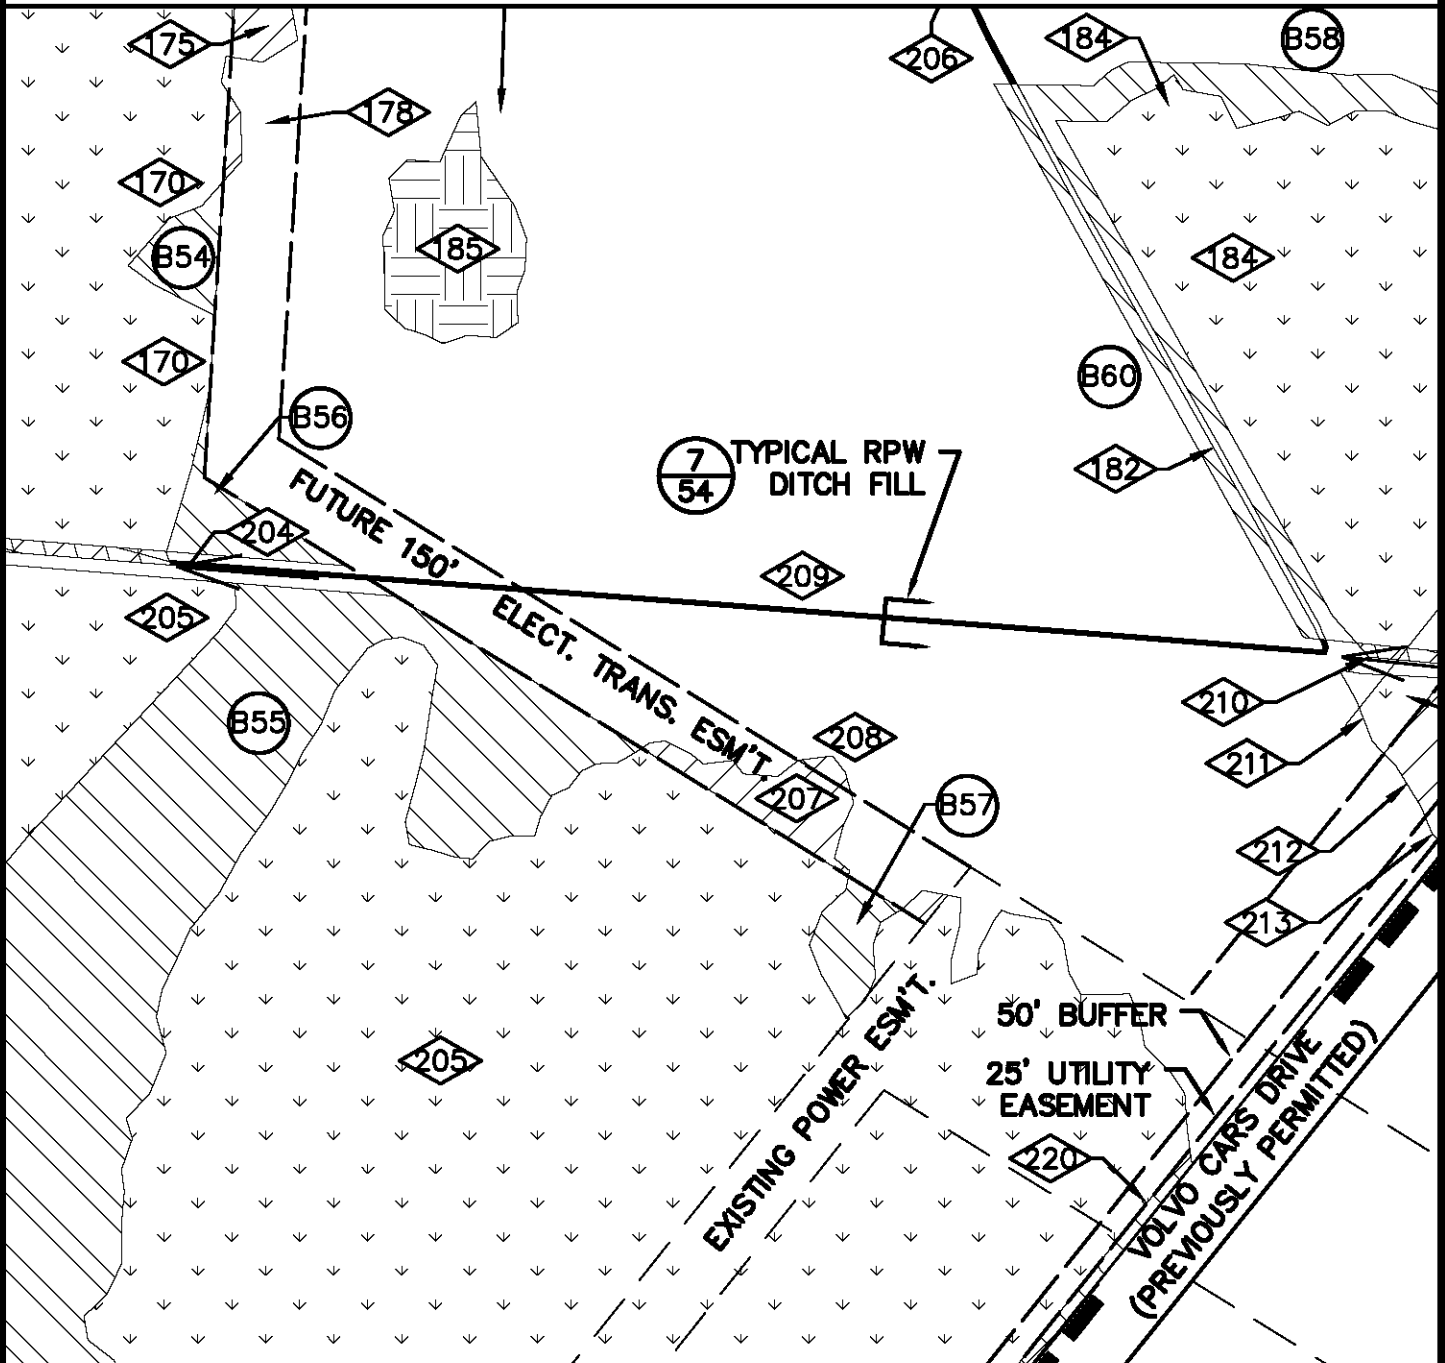 175
206
184
B58
178
170
B54
185
184
170
B60
B56
7
54
TYPICAL RPW
DITCH FILL
182
FUTURE 150'
ELECT. TRANS. ESM'T.
204
209
205
210
B55
208
211
207
B57
212
213
50' BUFFER
25' UTILITY
EASEMENT
205
EXISTING POWER ESM'T.
220
VOLVO CARS DRIVE
(PREVIOUSLY PERMITTED)